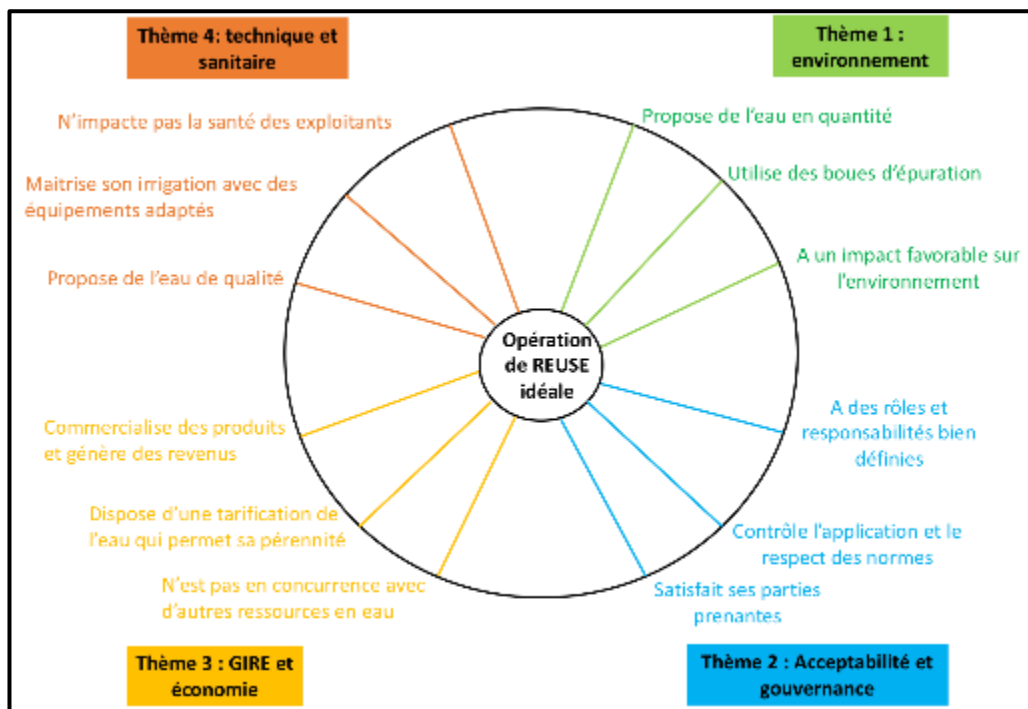 Thème 4: technique et
sanitaire
Thème 1 :
environnement
N'impacte pas la santé des exploitants
Propose de l'eau en quantité
Maitrise son irrigation avec des
équipements adaptés
Utilise des boues d'épuration
Propose de l'eau de qualité
A un impact favorable sur
l'environnement
Opération
de REUSE
idéale
Commercialise des produits
et génère des revenus
A des rôles et
responsabilités bien
définies
Dispose d'une tarification de
l'eau qui permet sa pérennité
Contrôle l'application et le
respect des normes
N'est pas en concurrence avec
d'autres ressources en eau
Satisfait ses parties
prenantes
Thème 3 : GIRE et
économie
Thème 2 : Acceptabilité et
gouvernance